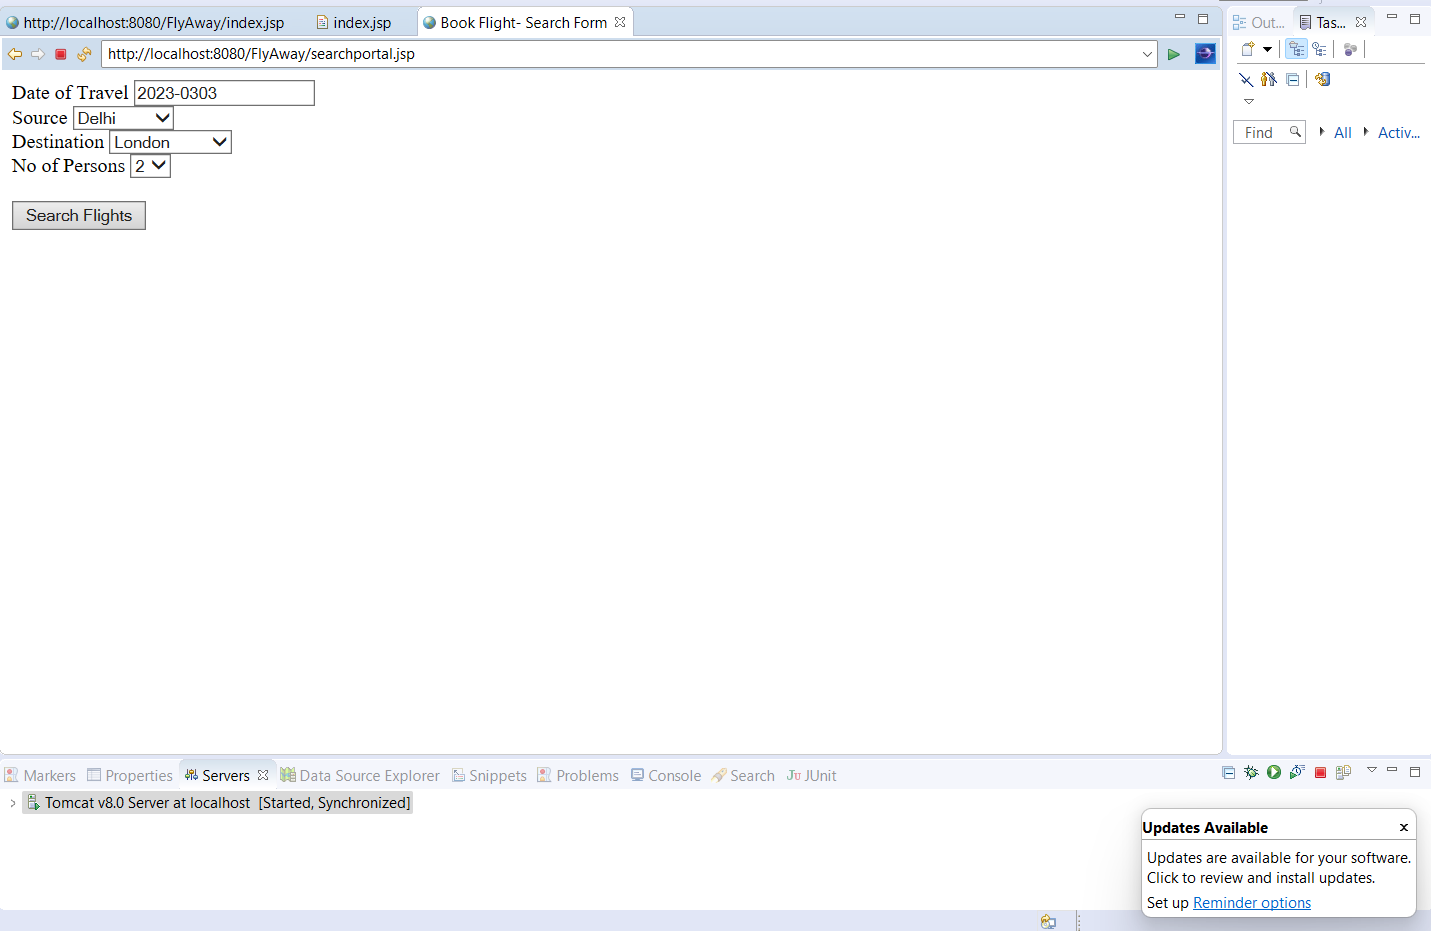 http://localhost:8080/FlyAway/index.jsp index.jsp Book Flight- Search Form
http://localhost:8080/FlyAway/searchportal.jsp
Date of Travel 2023-0303
Source Delhi
Destination London
No of Persons 2
Search Flights
Out... Tas...
Find All Activ...
Markers Properties Servers Data Source Explorer Snippets Problems Console Search Ju JUnit
Tomcat v8.0 Server at localhost [Started, Synchronized]
Updates Available x
Updates are available for your software.
Click to review and install updates.
Set up Reminder options